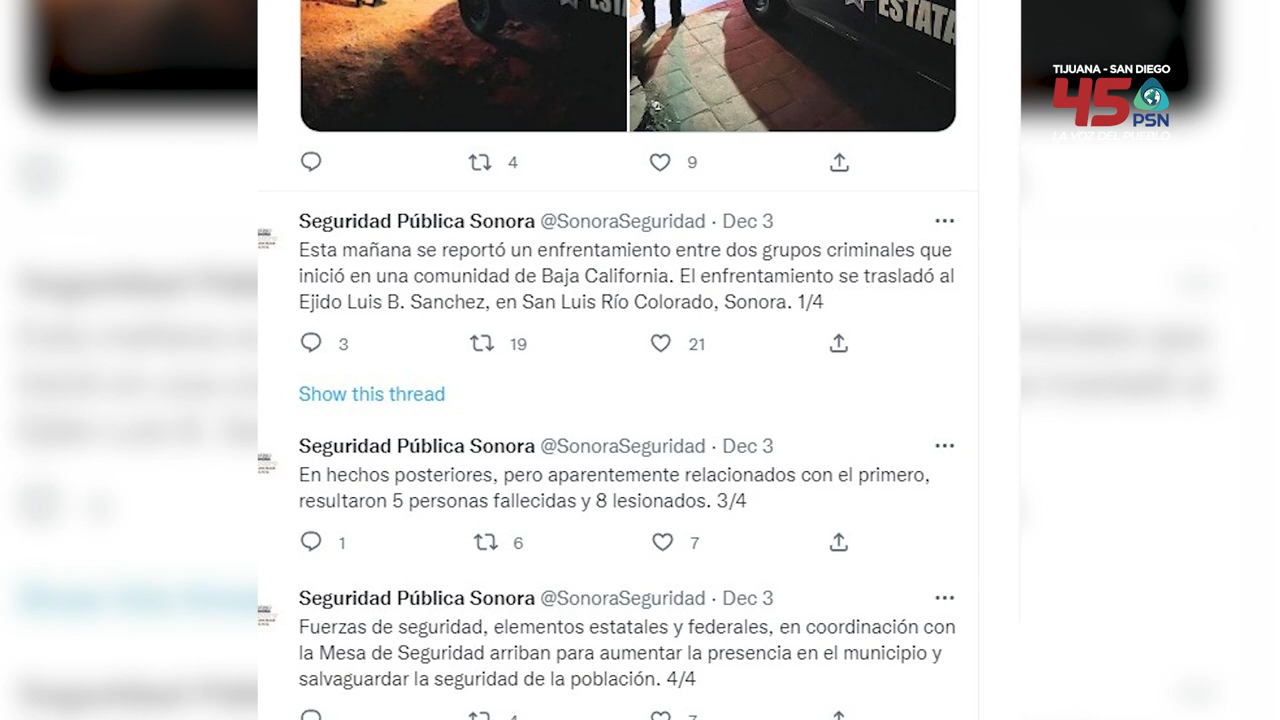 ESTATA
TIJUANA - SAN DIEGO
45
PSN
LA VOZ DEL PUEBLO
4
9
Seguridad Pública Sonora @SonoraSeguridad · Dec 3
Esta mañana se reportó un enfrentamiento entre dos grupos criminales que
inició en una comunidad de Baja California. El enfrentamiento se trasladó al
Ejido Luis B. Sanchez, en San Luis Río Colorado, Sonora. 1/4
3
19
21
Show this thread
Seguridad Pública Sonora @SonoraSeguridad · Dec 3
En hechos posteriores, pero aparentemente relacionados con el primero,
resultaron 5 personas fallecidas y 8 lesionados. 3/4
1
6
7
Seguridad Pública Sonora @SonoraSeguridad · Dec 3
Fuerzas de seguridad, elementos estatales y federales, en coordinación con
la Mesa de Seguridad arriban para aumentar la presencia en el municipio y
salvaguardar la seguridad de la población. 4/4